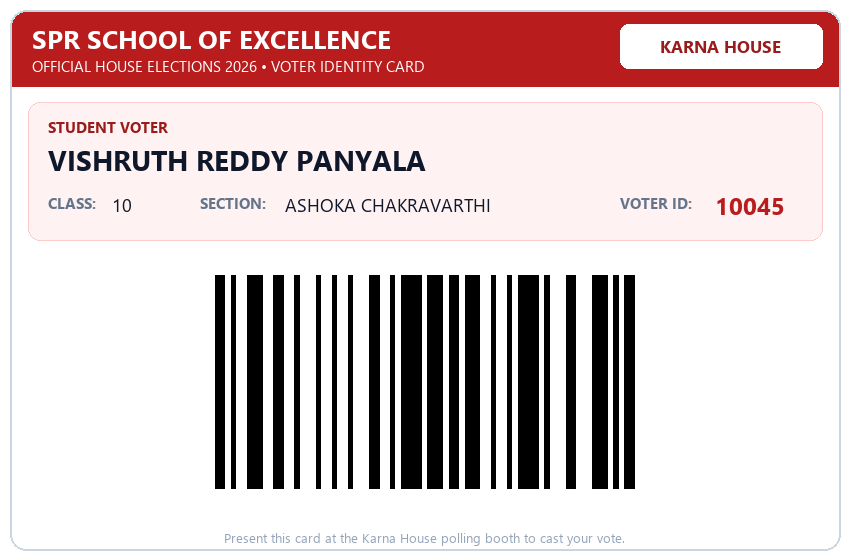 SPR SCHOOL OF EXCELLENCE
OFFICIAL HOUSE ELECTIONS 2026 • VOTER IDENTITY CARD
KARNA HOUSE
STUDENT VOTER
VISHRUTH REDDY PANYALA
CLASS: 10 SECTION: ASHOKA CHAKRAVARTHI VOTER ID: 10045
Present this card at the Karna House polling booth to cast your vote.